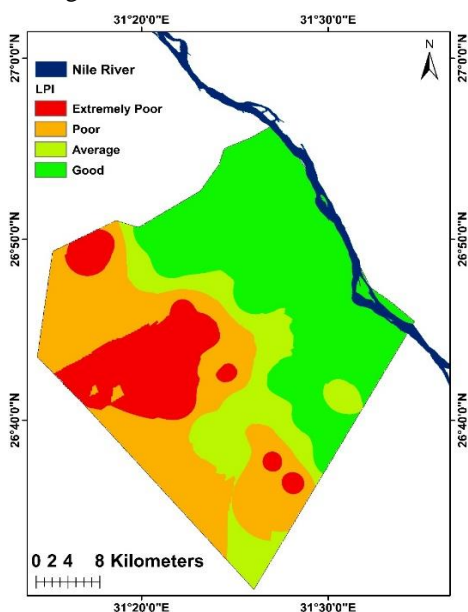 31°20'0"E 31°30'0"E
27°0'0"N
N
Nile River
LPI
Extremely Poor
Poor
Average
Good
27°0'0"N
26°50'0"N
26°50'0"N
26°40'0"N
26°40'0"N
0 2 4 8 Kilometers
31°20'0"E 31°30'0"E